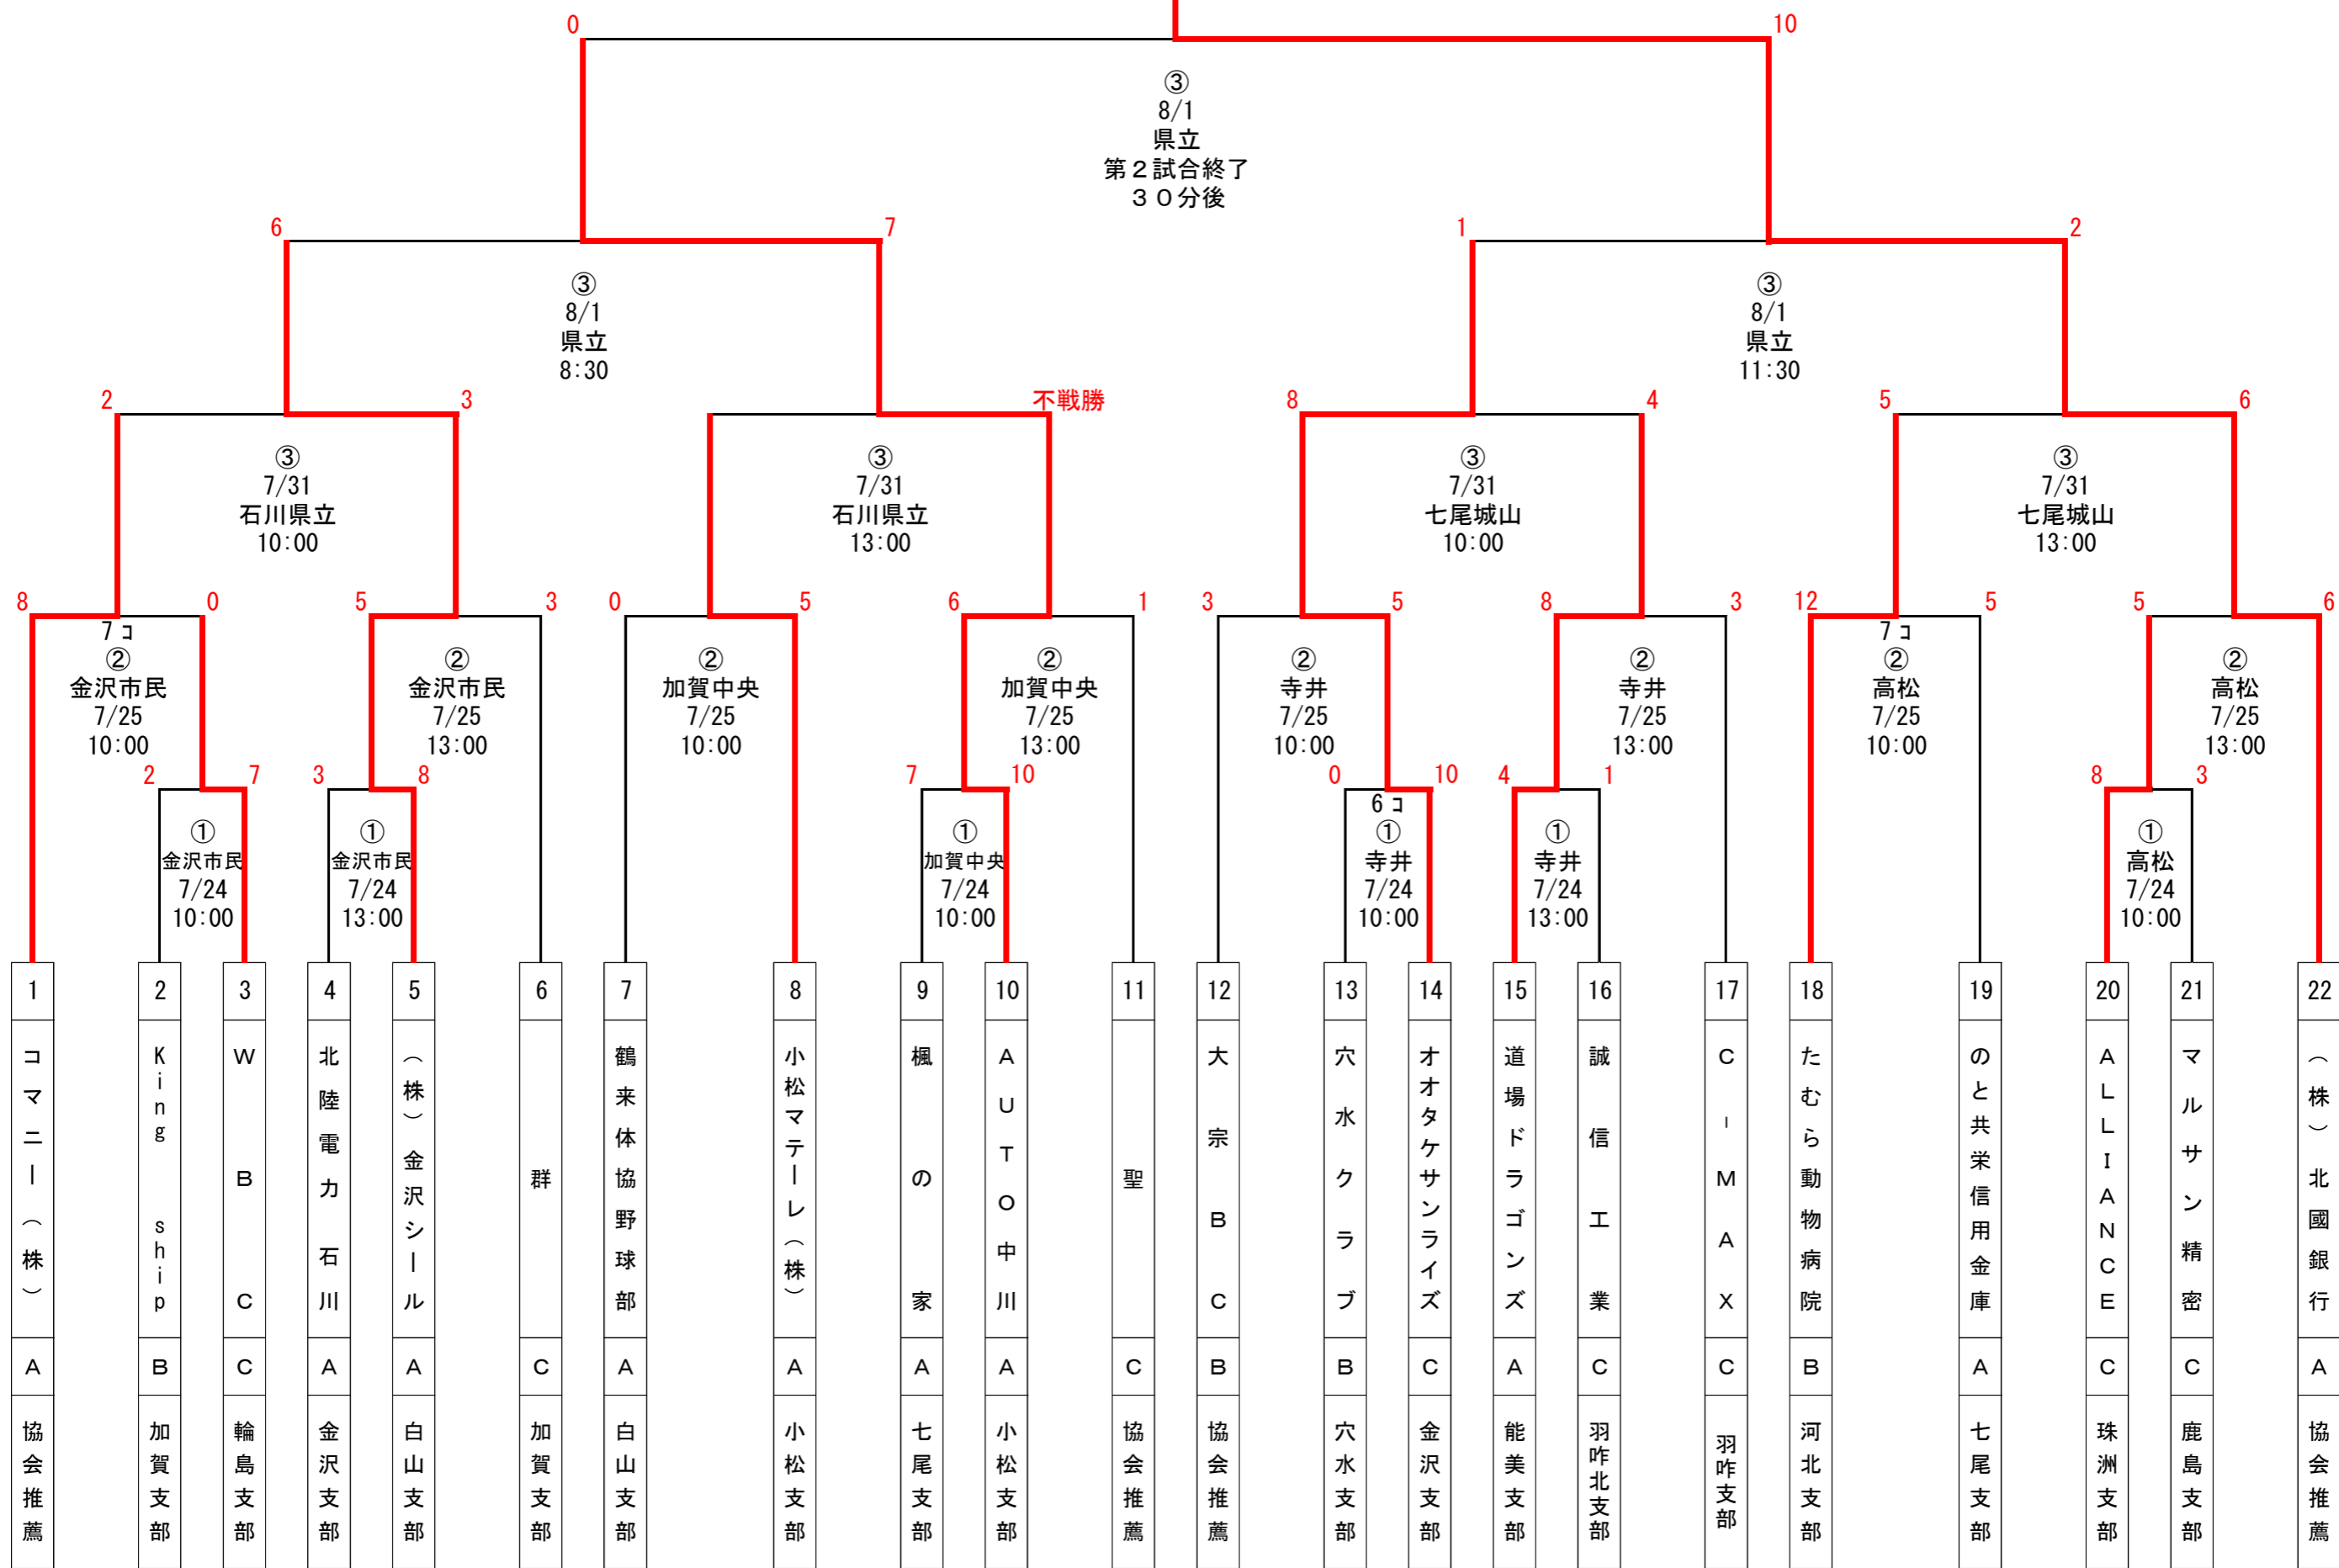 0 10
③
8/1
県立
第2試合終了
30分後
6 7 1 2
③ ③
8/1 8/1
県立 県立
8:30 11:30
2 3 不戦勝 8 4 5 6
③ ③ ③ ③
7/31 7/31 7/31 7/31
石川県立 石川県立 七尾城山 七尾城山
10:00 13:00 10:00 13:00
8 0 5 3 0 5 6 1 3 5 8 3 12 5 5 6
7コ 7コ
② ② ② ② ② ② ② ②
金沢市民 金沢市民 加賀中央 加賀中央 寺井 寺井 高松 高松
7/25 7/25 7/25 7/25 7/25 7/25 7/25 7/25
10:00 13:00 10:00 13:00 10:00 13:00 10:00 13:00
2 7 3 8 7 10 0 10 4 1 8 3
6コ
① ① ① ① ① ①
金沢市民 金沢市民 加賀中央 寺井 寺井 高松
7/24 7/24 7/24 7/24 7/24 7/24
10:00 13:00 10:00 10:00 13:00 10:00
1 2 3 4 5 6 7 8 9 10 11 12 13 14 15 16 17 18 19 20 21 22
コマニー(株)
King ship
WBC
北陸電力 石川
(株)金沢シール
群
鶴来体協野球部
小松マテーレ(株)
楓の家
AUTO中川
聖
大宗BC
穴水クラブ
オオタケサンライズ
道場ドラゴンズ
誠信工業
C-MAX
たむら動物病院
のと共栄信用金庫
ALLIANCE
マルサン精密
(株)北國銀行
A B C A A C A A A A C B B C A C C B A C C A
協会推薦
加賀支部
輪島支部
金沢支部
白山支部
加賀支部
白山支部
小松支部
七尾支部
小松支部
協会推薦
協会推薦
穴水支部
金沢支部
能美支部
羽咋北支部
羽咋支部
河北支部
七尾支部
珠洲支部
鹿島支部
協会推薦